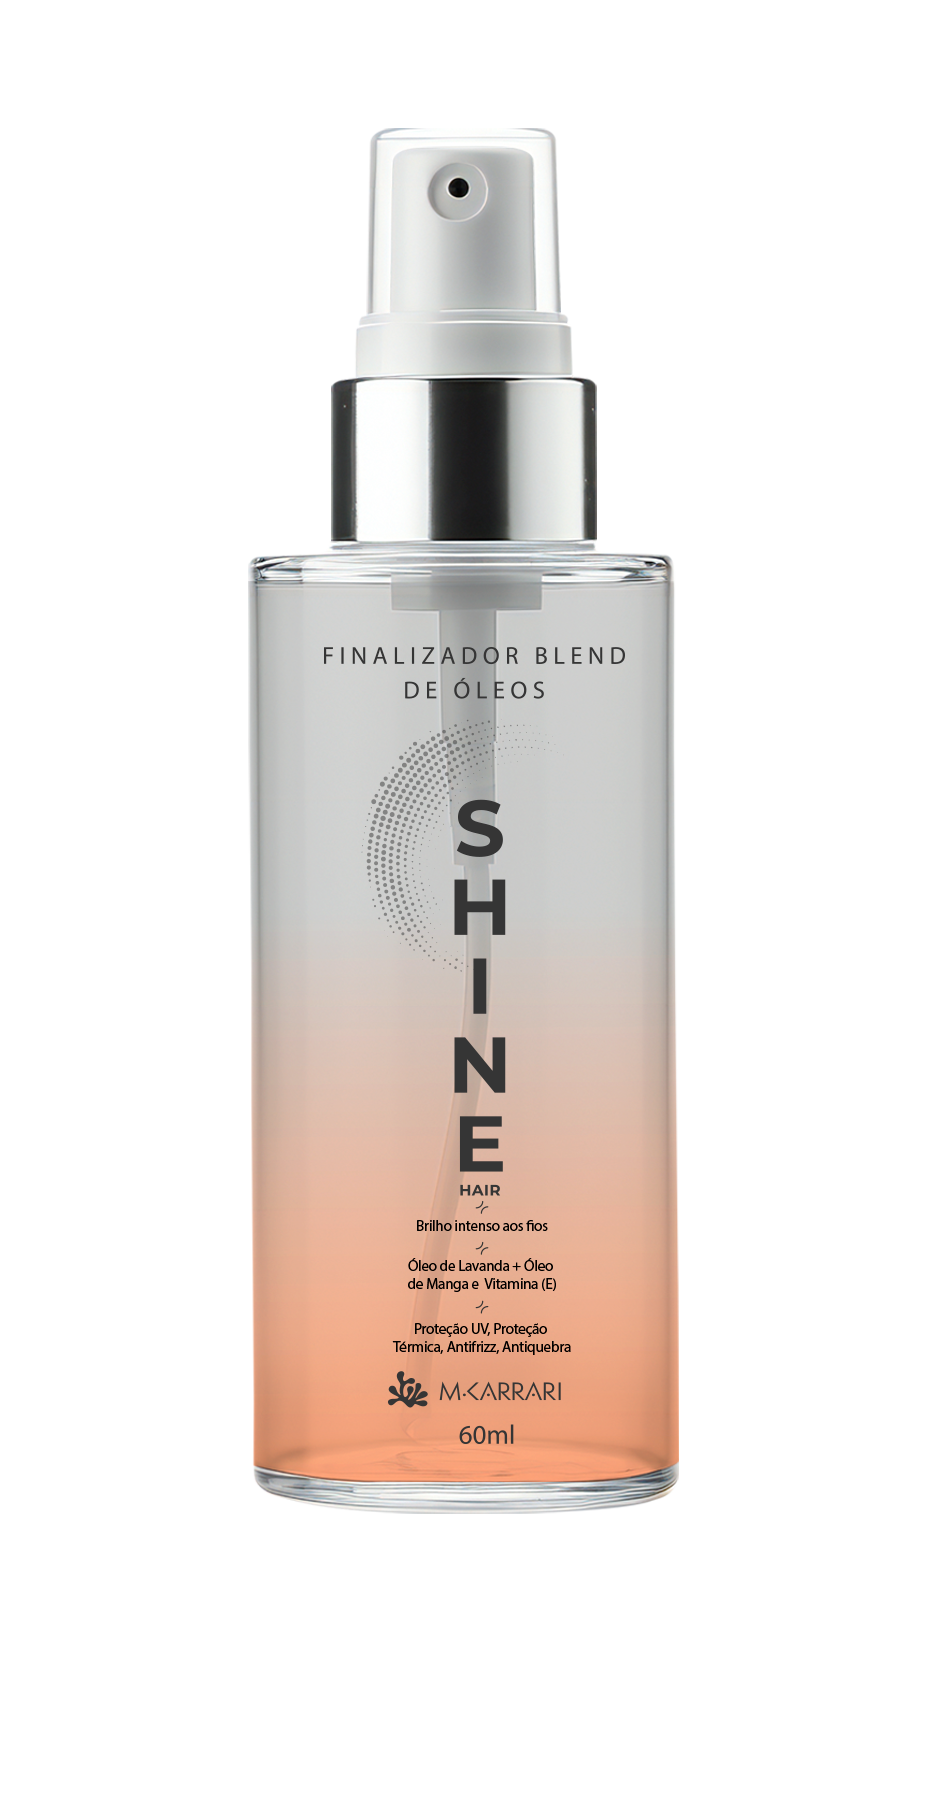 FINALIZADOR BLEND
DE ÓLEOS
SHINE
HAIR
Brilho intenso aos fios
Óleo de Lavanda + Óleo
de Manga e Vitamina (E)
Proteção UV, Proteção
Térmica, Antifrizz, Antiquebra
M·CARRARI
60ml